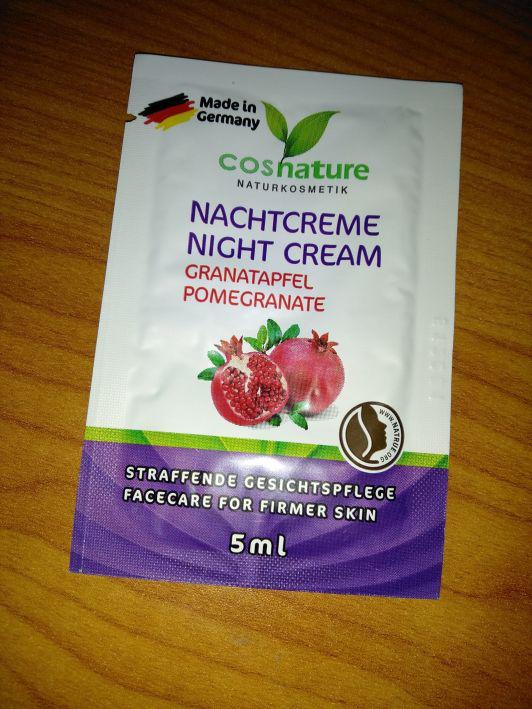 Made in
Germany
cosnature
NATURKOSMETIK
NACHTCREME
NIGHT CREAM
GRANATAPFEL
POMEGRANATE
WWW.NATRUE.ORG
STRAFFENDE GESICHTSPFLEGE
FACECARE FOR FIRMER SKIN
5ml